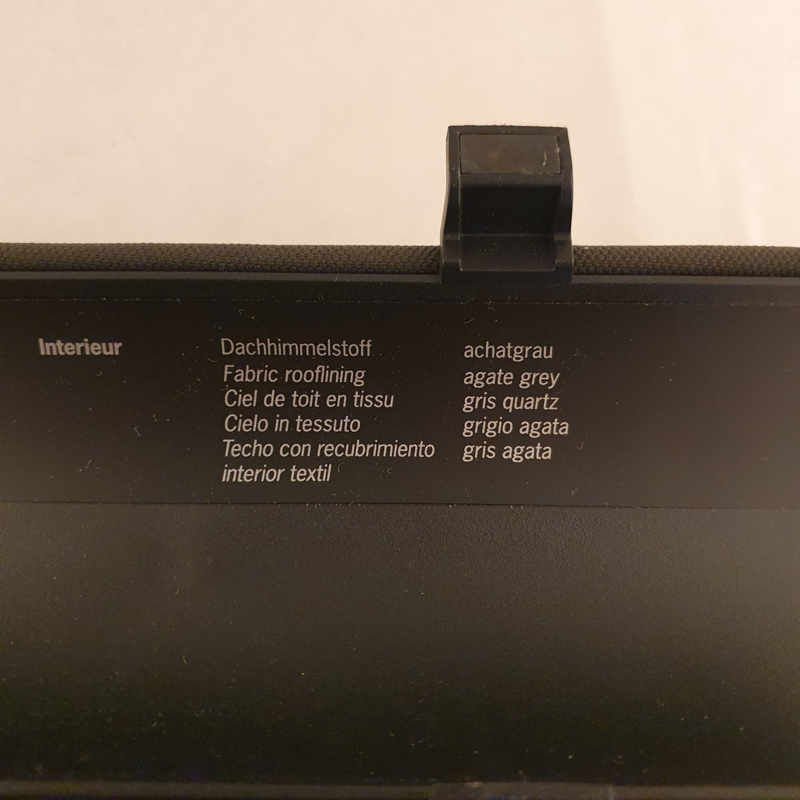 Interieur Dachhimmelstoff achatgrau
Fabric rooflining agate grey
Ciel de toit en tissu gris quartz
Cielo in tessuto grigio agata
Techo con recubrimiento gris agata
interior textil